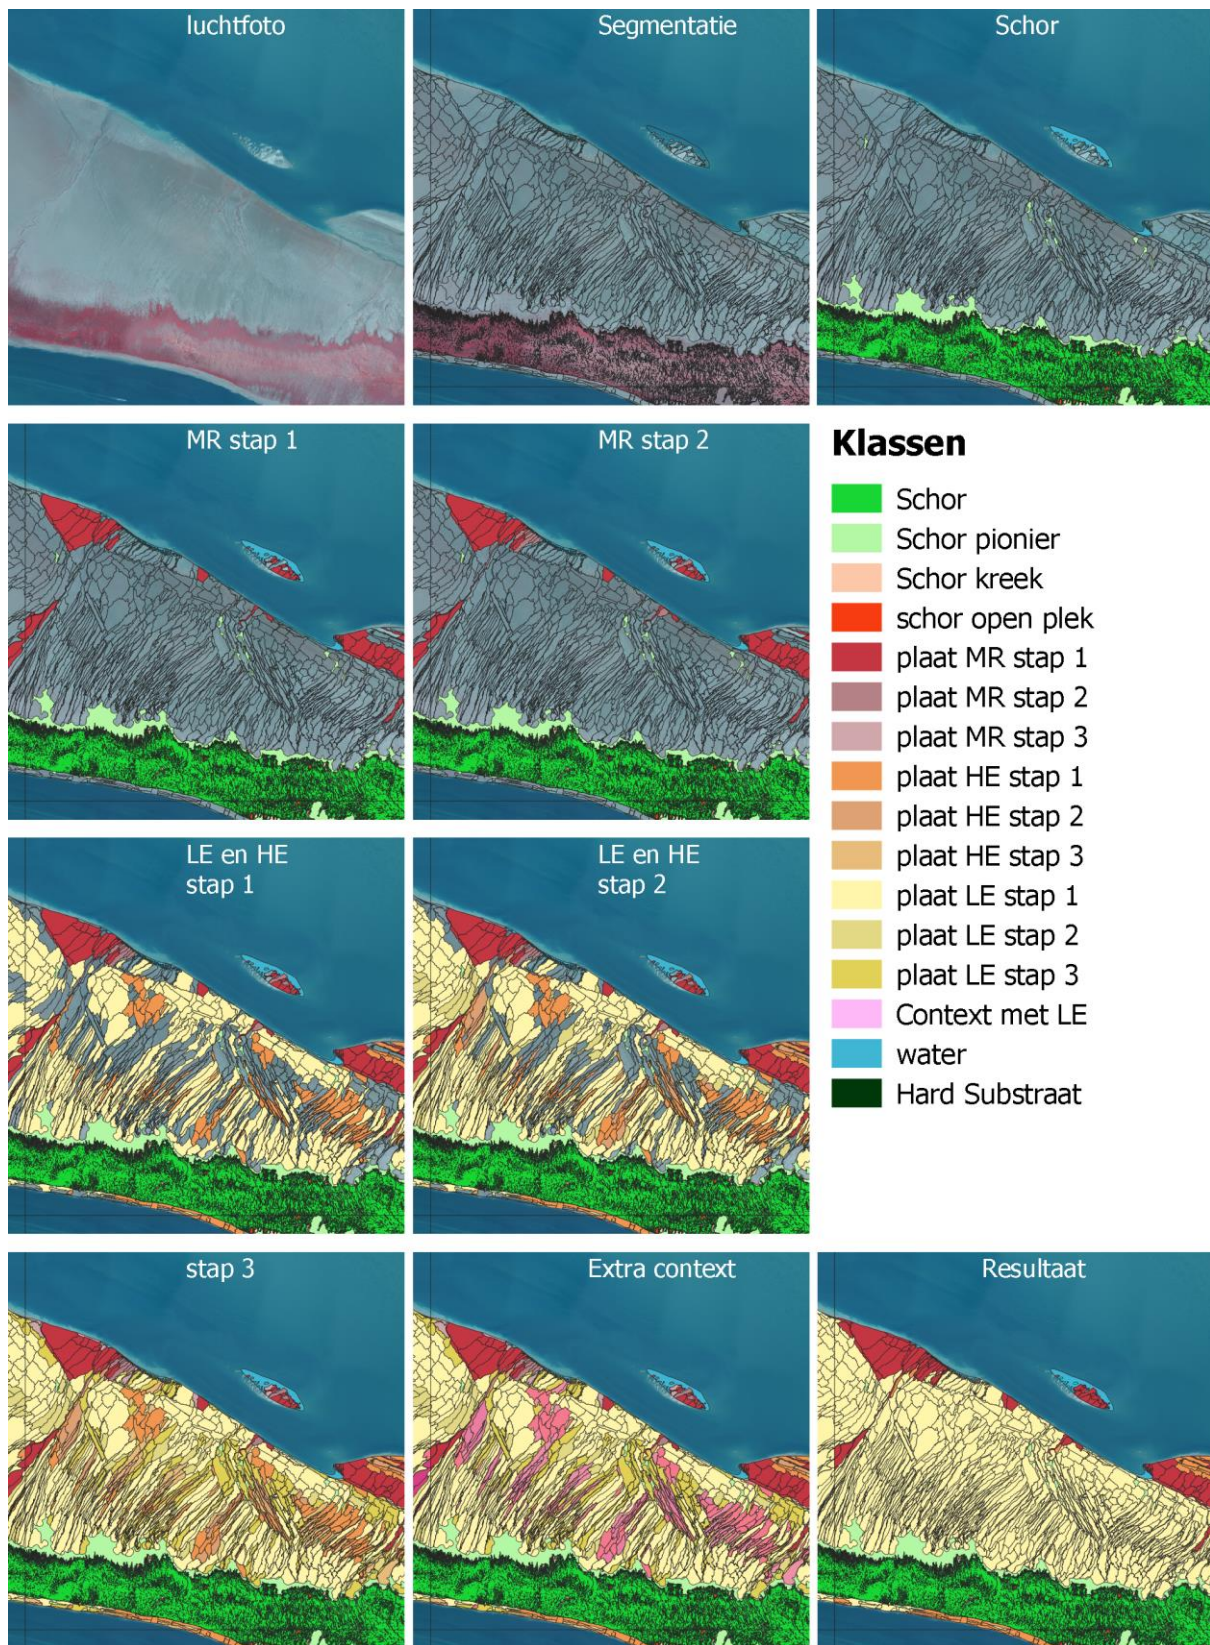 luchtfoto
Segmentatie
Schor
MR stap 1
MR stap 2
Klassen
Schor
Schor pionier
Schor kreek
schor open plek
plaat MR stap 1
plaat MR stap 2
plaat MR stap 3
plaat HE stap 1
plaat HE stap 2
plaat HE stap 3
plaat LE stap 1
plaat LE stap 2
plaat LE stap 3
Context met LE
water
Hard Substraat
LE en HE
stap 1
LE en HE
stap 2
stap 3
Extra context
Resultaat